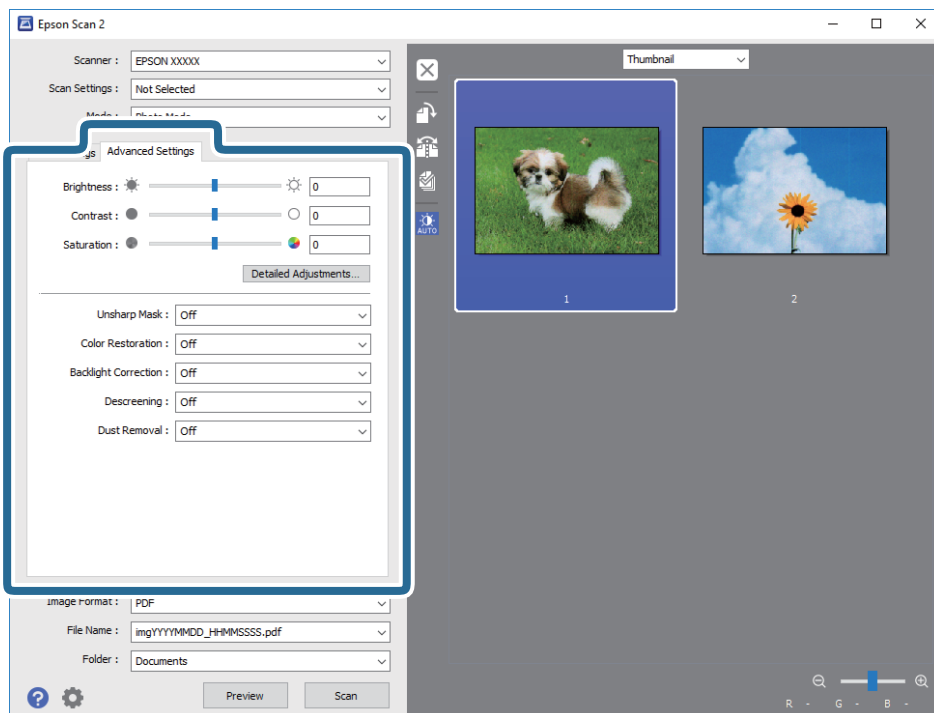 Epson Scan 2
Scanner : EPSON XXXXX
Scan Settings : Not Selected
Advanced Settings
Brightness : 0
Contrast : 0
Saturation : 0
Detailed Adjustments...
Unsharp Mask : Off
Color Restoration : Off
Backlight Correction : Off
Descreening : Off
Dust Removal : Off
Image Format : PDF
File Name : imgYYYYMMDD_HHMMSSSS.pdf
Folder : Documents
? Preview Scan
Thumbnail
AUTO
1 2
R - G - B -